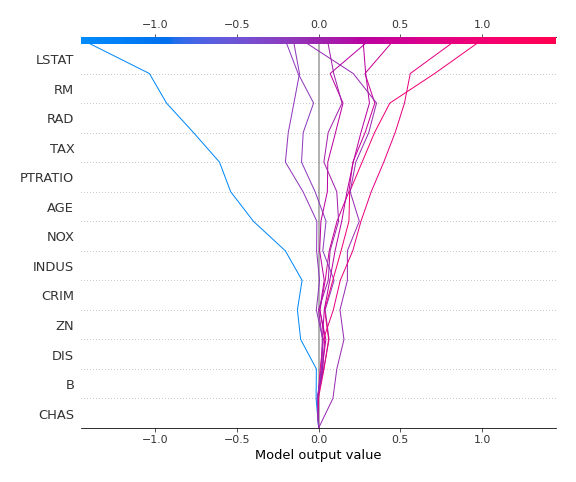 −1.0 −0.5 0.0 0.5 1.0
LSTAT
RM
RAD
TAX
PTRATIO
AGE
NOX
INDUS
CRIM
ZN
DIS
B
CHAS
−1.0 −0.5 0.0 0.5 1.0
Model output value